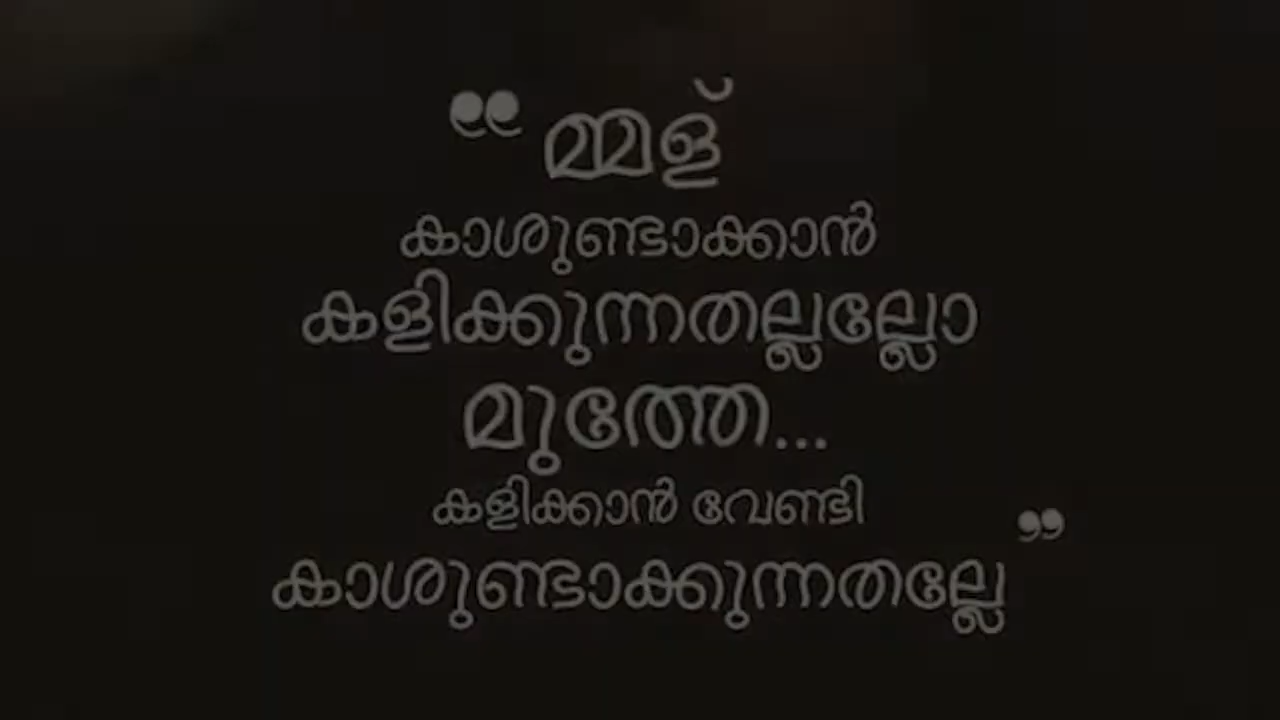 “ മ്മള്
കാശുണ്ടാക്കാൻ
കളിക്കുന്നതല്ലല്ലോ
മുത്തേ...
കളിക്കാൻ വേണ്ടി
കാശുണ്ടാക്കുന്നതല്ലേ ”